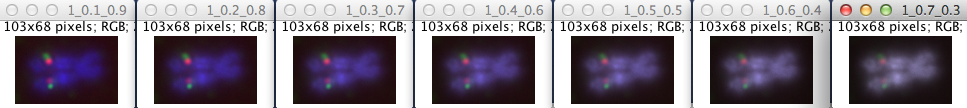 1_0.1_0.9
103x68 pixels; RGB; 
1_0.2_0.8
103x68 pixels; RGB; 
1_0.3_0.7
103x68 pixels; RGB; 
1_0.4_0.6
103x68 pixels; RGB; 
1_0.5_0.5
103x68 pixels; RGB; 
1_0.6_0.4
103x68 pixels; RGB; 
1_0.7_0.3
103x68 pixels; RGB;